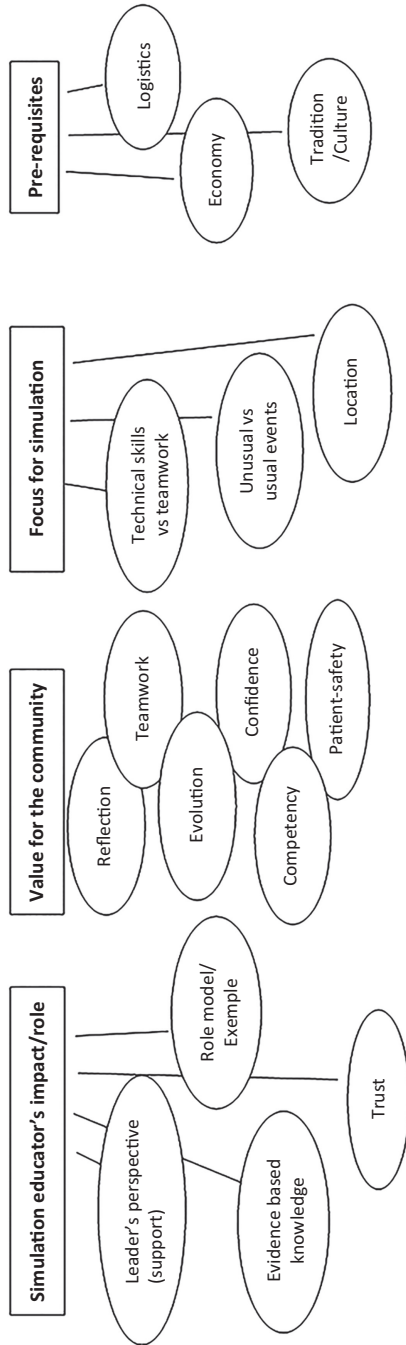 Simulation educator's impact/role
Leader's perspective
(support)
Role model/
Exemple
Evidence based
knowledge
Trust
Value for the community
Reflection
Teamwork
Evolution
Confidence
Competency
Patient-safety
Focus for simulation
Technical skills
vs teamwork
Unusual vs
usual events
Location
Pre-requisites
Logistics
Economy
Tradition
/Culture